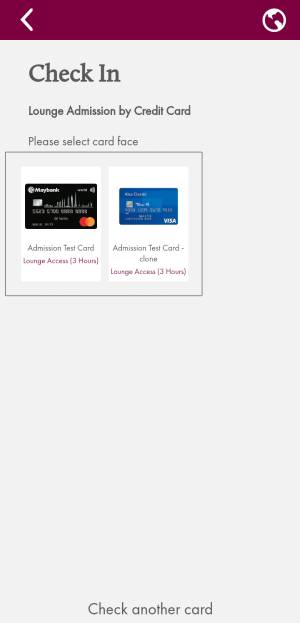 Check In
Lounge Admission by Credit Card
Please select card face
Maybank
Admission Test Card
Lounge Access (3 Hours)
VISA
Admission Test Card -
clone
Lounge Access (3 Hours)
Check another card